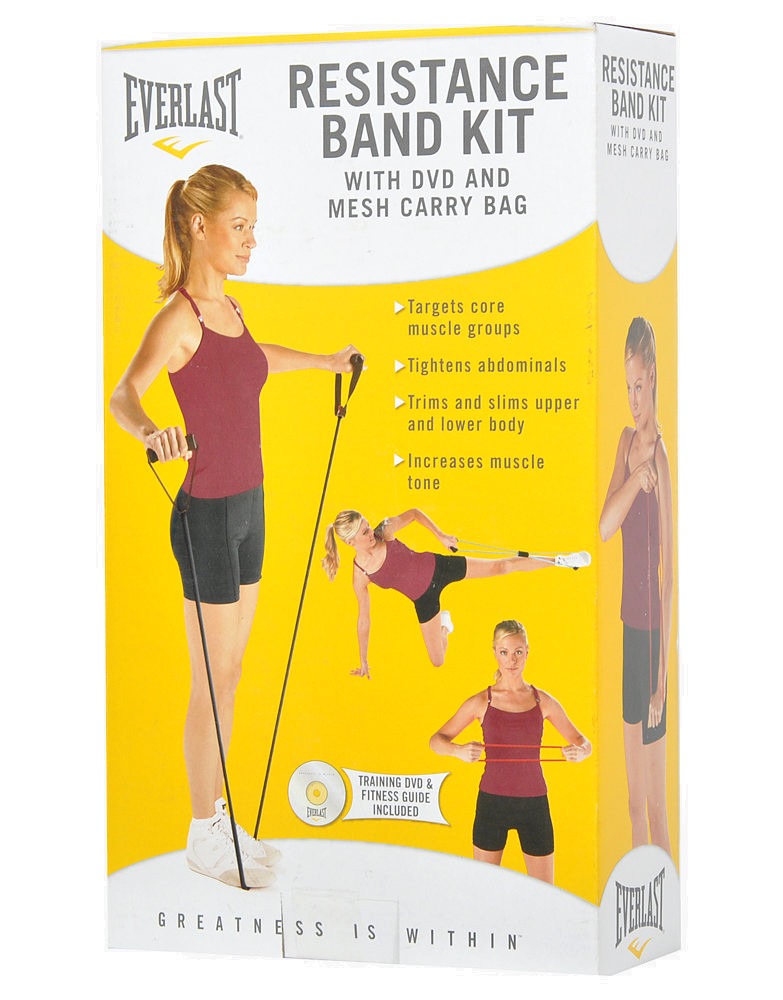 EVERLAST
RESISTANCE
BAND KIT
WITH DVD AND
MESH CARRY BAG
Targets core
muscle groups
Tightens abdominals
Trims and slims upper
and lower body
Increases muscle
tone
TRAINING DVD &
FITNESS GUIDE
INCLUDED
EVERLAST
GREATNESS IS WITHIN™
RESISTANCE
BAND KIT
WITH DVD AND
MESH CARRY BAG
EVERLAST